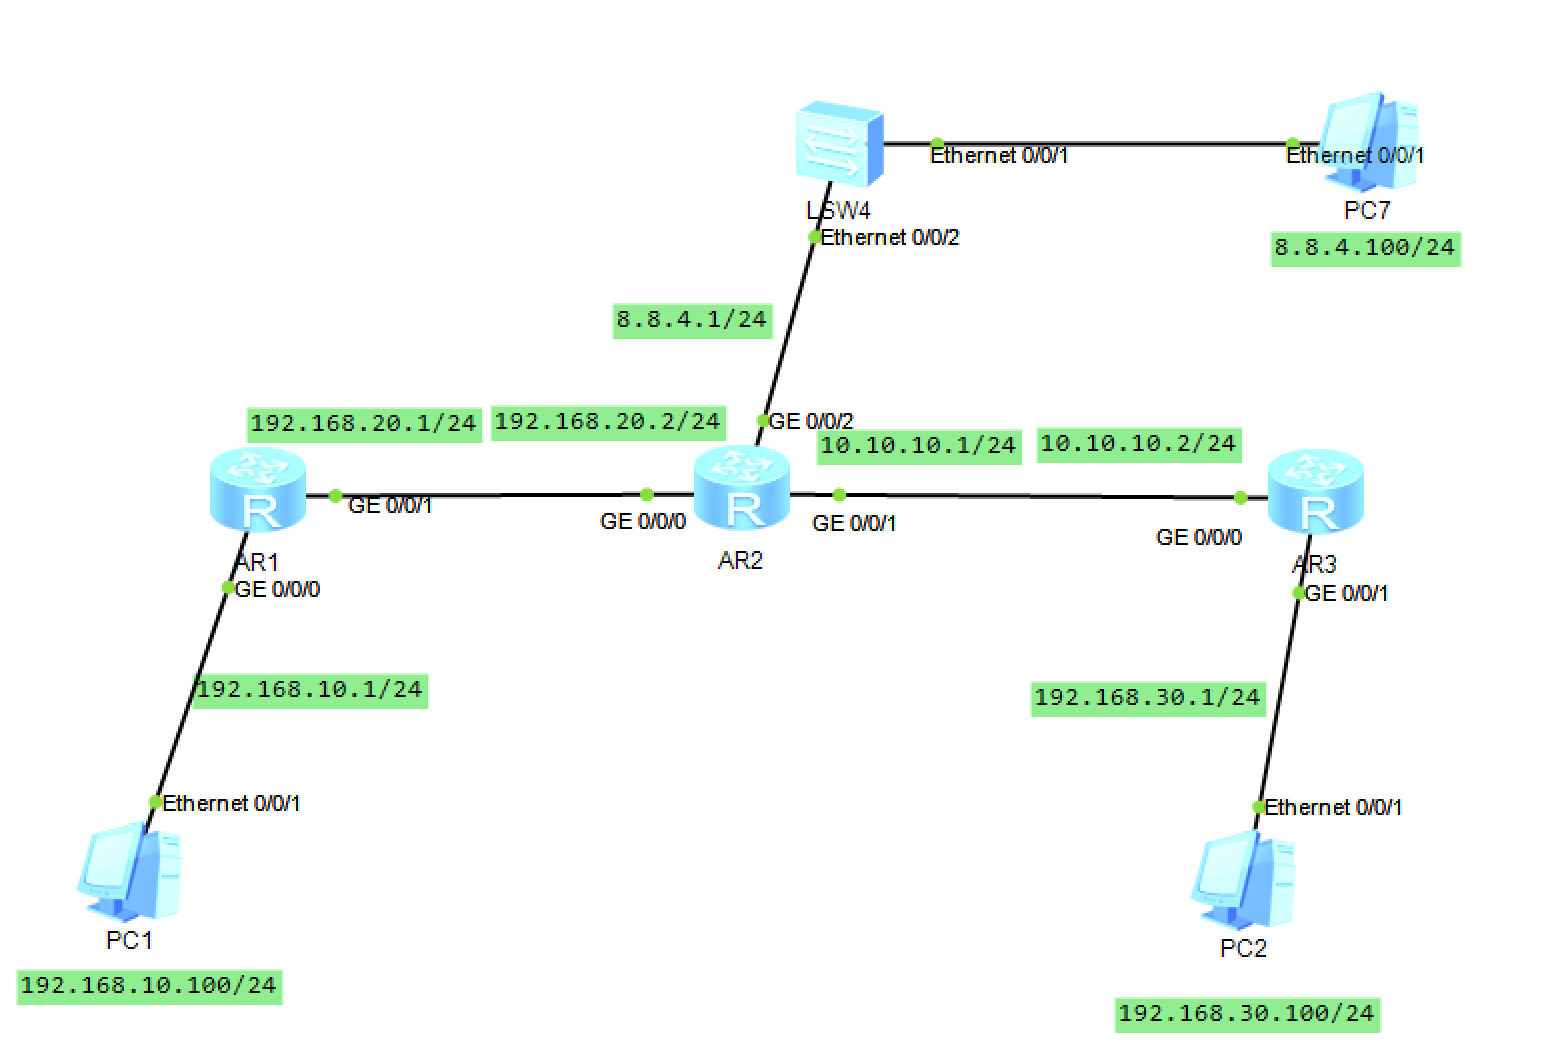 Ethernet 0/0/1
Ethernet 0/0/1
LSW4
PC7
Ethernet 0/0/2
8.8.4.100/24
8.8.4.1/24
192.168.20.1/24
192.168.20.2/24
GE 0/0/2
10.10.10.1/24
10.10.10.2/24
R
GE 0/0/1
GE 0/0/0
R
GE 0/0/1
GE 0/0/0
R
AR1
AR2
AR3
GE 0/0/0
GE 0/0/1
192.168.10.1/24
192.168.30.1/24
Ethernet 0/0/1
Ethernet 0/0/1
PC1
PC2
192.168.10.100/24
192.168.30.100/24